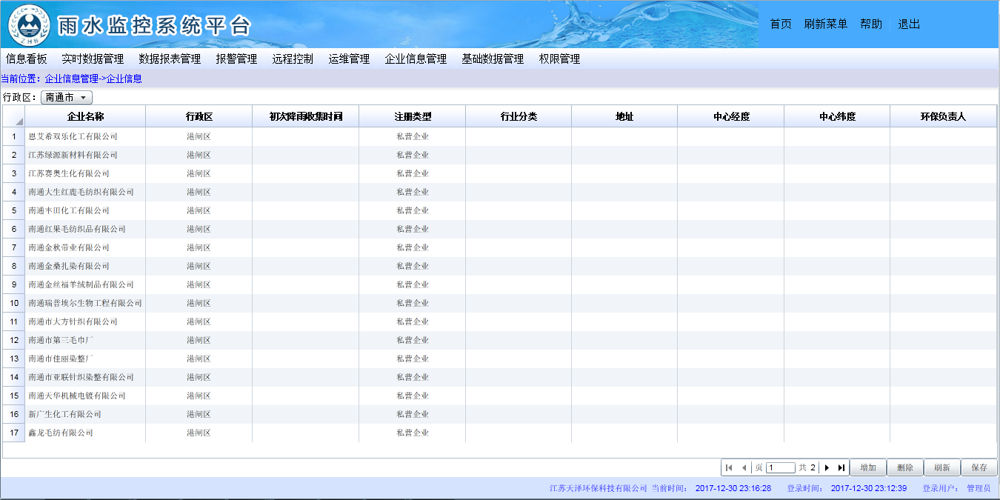 ZHB
雨水监控系统平台
首页 刷新菜单 帮助 退出
信息看板 实时数据管理 数据报表管理 报警管理 远程控制 运维管理 企业信息管理 基础数据管理 权限管理
当前位置：企业信息管理->企业信息
行政区： 南通市
企业名称 行政区 初次降雨收集时间 注册类型 行业分类 地址 中心经度 中心纬度 环保负责人
1 恩艾希双乐化工有限公司 港闸区 私营企业
2 江苏绿源新材料有限公司 港闸区 私营企业
3 江苏赛奥生化有限公司 港闸区 私营企业
4 南通大生红鹿毛纺织有限公司 港闸区 私营企业
5 南通丰田化工有限公司 港闸区 私营企业
6 南通红果毛纺织品有限公司 港闸区 私营企业
7 南通金秋带业有限公司 港闸区 私营企业
8 南通金桑扎染有限公司 港闸区 私营企业
9 南通金丝福羊绒制品有限公司 港闸区 私营企业
10 南通瑞普埃尔生物工程有限公司 港闸区 私营企业
11 南通市大方针织有限公司 港闸区 私营企业
12 南通市第三毛巾厂 港闸区 私营企业
13 南通市佳丽染整厂 港闸区 私营企业
14 南通市亚联针织染整有限公司 港闸区 私营企业
15 南通天华机械电镀有限公司 港闸区 私营企业
16 新广生化工有限公司 港闸区 私营企业
17 鑫龙毛纺有限公司 港闸区 私营企业
页 1 共 2 增加 删除 刷新 保存
江苏天泽环保科技有限公司 当前时间： 2017-12-30 23:16:28 登录时间： 2017-12-30 23:12:39 登录用户： 管理员